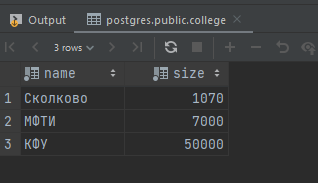 Output postgres.public.college
3 rows
name size
1 Сколково 1070
2 МФТИ 7000
3 КФУ 50000